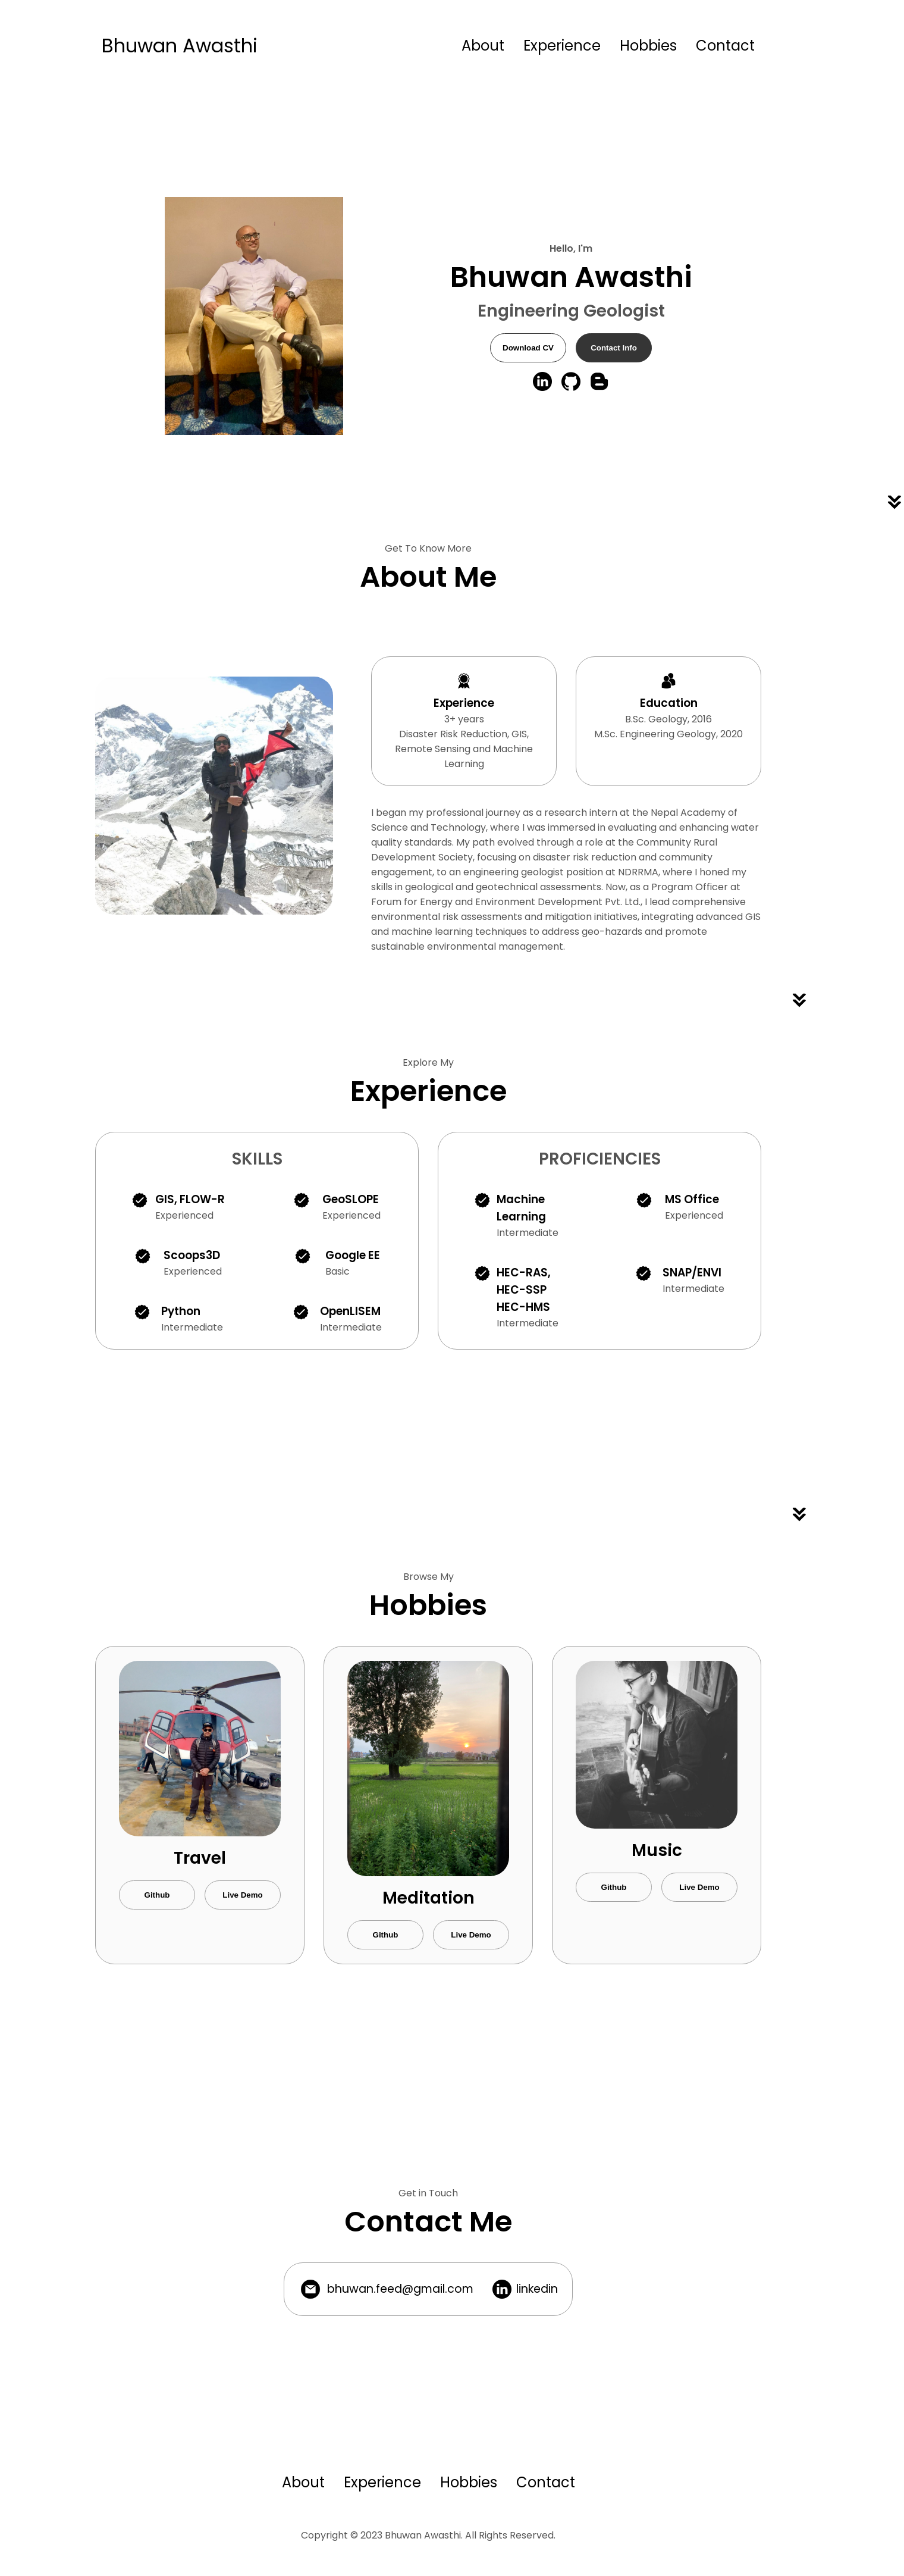 Bhuwan Awasthi
About Experience Hobbies Contact
Hello, I'm
Bhuwan Awasthi
Engineering Geologist
Download CV Contact Info
Get To Know More
About Me
Experience
3+ years
Disaster Risk Reduction, GIS,
Remote Sensing and Machine
Learning
Education
B.Sc. Geology, 2016
M.Sc. Engineering Geology, 2020
I began my professional journey as a research intern at the Nepal Academy of
Science and Technology, where I was immersed in evaluating and enhancing water
quality standards. My path evolved through a role at the Community Rural
Development Society, focusing on disaster risk reduction and community
engagement, to an engineering geologist position at NDRRMA, where I honed my
skills in geological and geotechnical assessments. Now, as a Program Officer at
Forum for Energy and Environment Development Pvt. Ltd., I lead comprehensive
environmental risk assessments and mitigation initiatives, integrating advanced GIS
and machine learning techniques to address geo-hazards and promote
sustainable environmental management.
Explore My
Experience
SKILLS
GIS, FLOW-R
Experienced
GeoSLOPE
Experienced
Scoops3D
Experienced
Google EE
Basic
Python
Intermediate
OpenLISEM
Intermediate
PROFICIENCIES
Machine
Learning
Intermediate
MS Office
Experienced
HEC-RAS,
HEC-SSP
HEC-HMS
Intermediate
SNAP/ENVI
Intermediate
Browse My
Hobbies
Travel
Github Live Demo
Meditation
Github Live Demo
Music
Github Live Demo
Get in Touch
Contact Me
bhuwan.feed@gmail.com linkedin
About Experience Hobbies Contact
Copyright © 2023 Bhuwan Awasthi. All Rights Reserved.